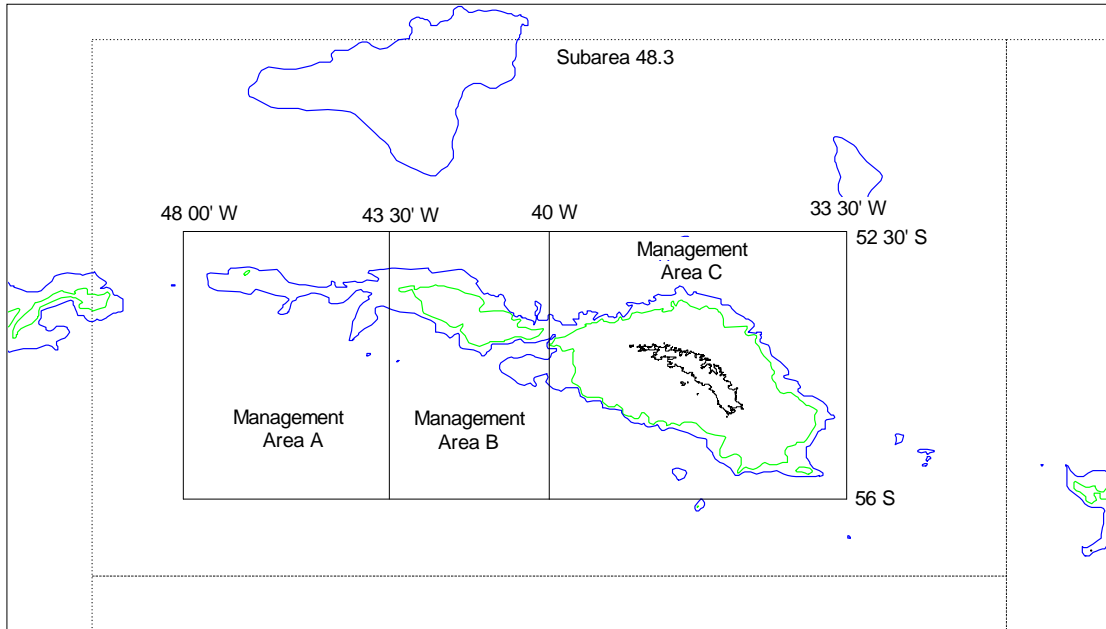 Subarea 48.3
48 00' W
43 30' W
40 W
33 30' W
52 30' S
Management
Area C
Management
Area A
Management
Area B
56 S